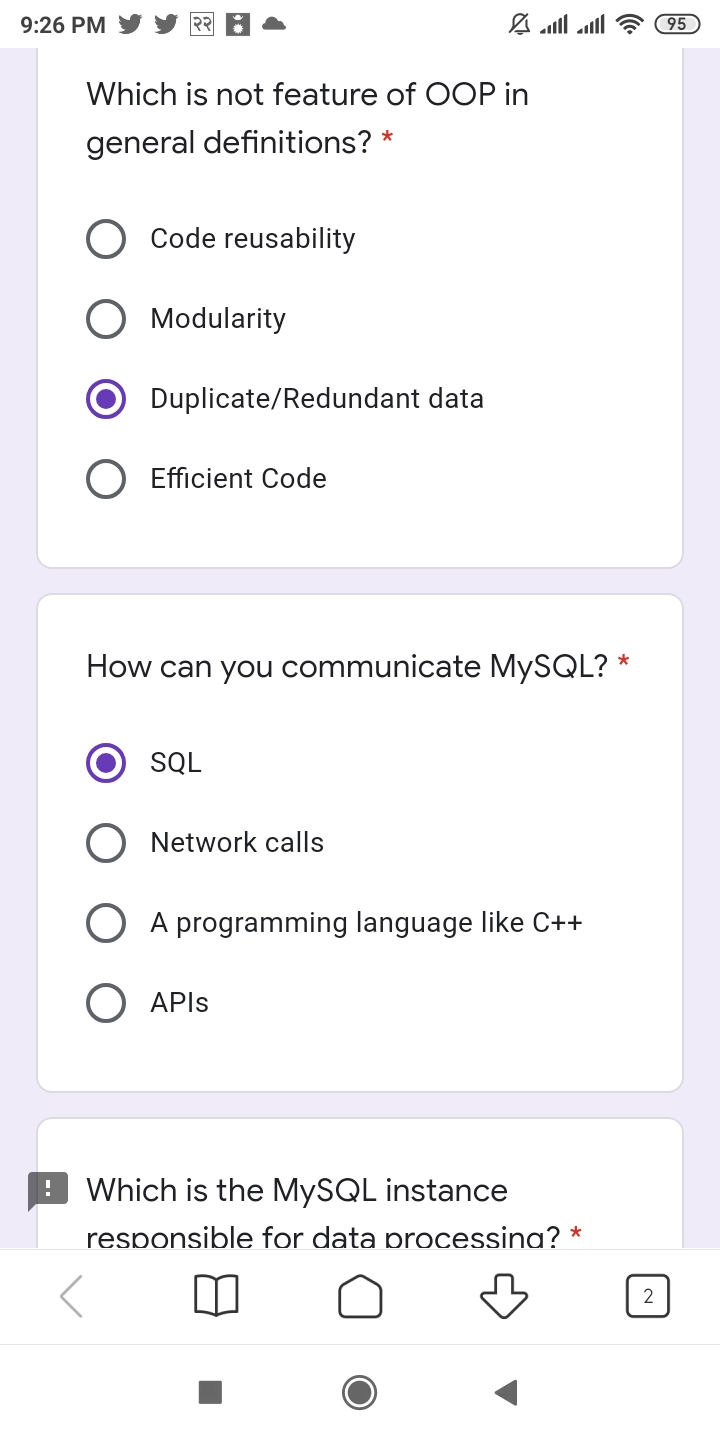 9:26 PM २२ 95
Which is not feature of OOP in
general definitions? *
Code reusability
Modularity
Duplicate/Redundant data
Efficient Code
How can you communicate MySQL? *
SQL
Network calls
A programming language like C++
APIs
Which is the MySQL instance
responsible for data processing? *
2